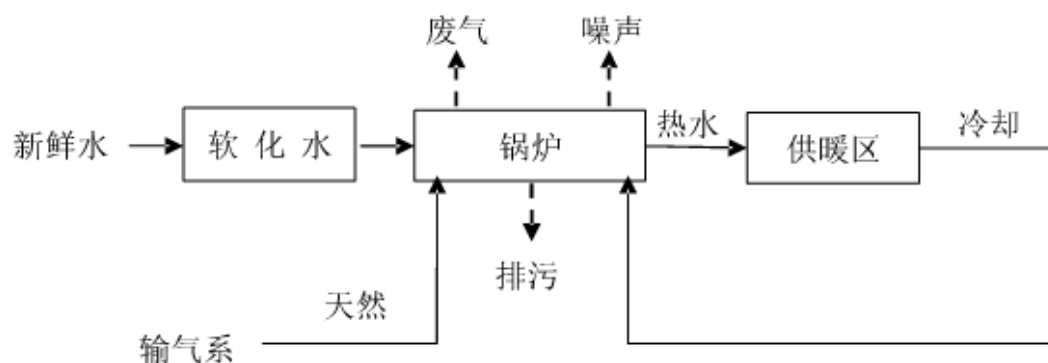 废气
噪声
新鲜水
软 化 水
锅炉
热水
供暖区
冷却
排污
天然
输气系